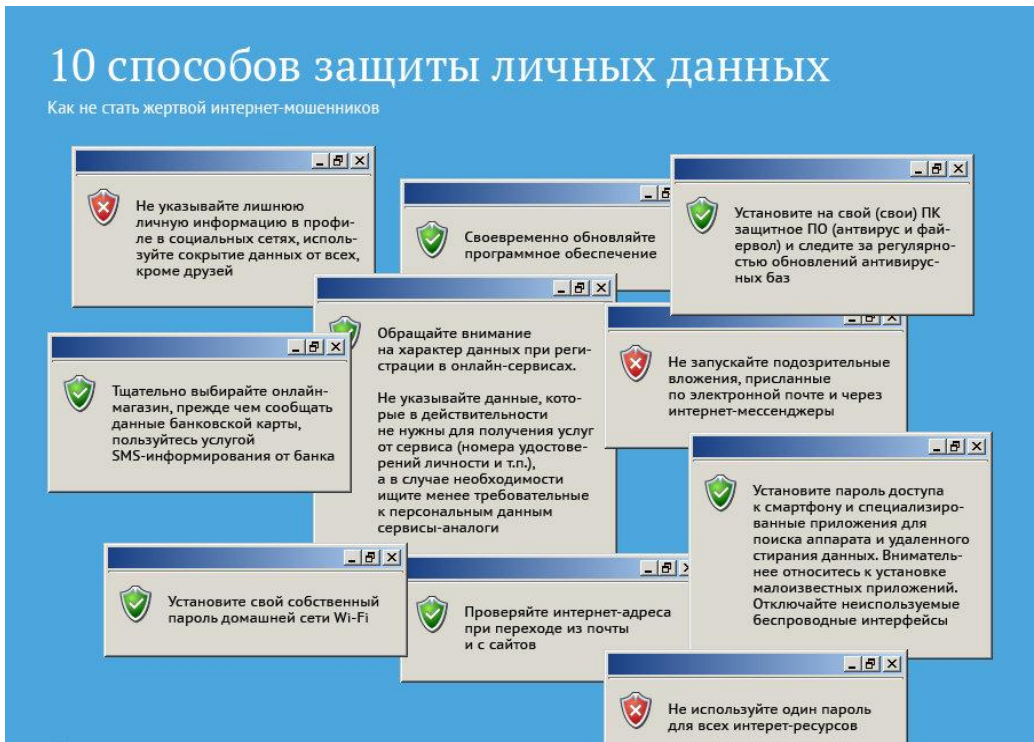 10 способов защиты личных данных
Как не стать жертвой интернет-мошенников
Не указывайте лишнюю
личную информацию в профи-
ле в социальных сетях, исполь-
зуйте сокрытие данных от всех,
кроме друзей
Своевременно обновляйте
программное обеспечение
Установите на свой (свои) ПК
защитное ПО (антвирус и фай-
ервол) и следите за регулярно-
стью обновлений антивирус-
ных баз
Обращайте внимание
на характер данных при реги-
страции в онлайн-сервисах.
Не указывайте данные, кото-
рые в действительности
не нужны для получения услуг
от сервиса (номера удостове-
рений личности и т.п.),
а в случае необходимости
ищите менее требовательные
к персональным данным
сервисы-аналоги
Не запускайте подозрительные
вложения, присланные
по электронной почте и через
интернет-мессенджеры
Тщательно выбирайте онлайн-
магазин, прежде чем сообщать
данные банковской карты,
пользуйтесь услугой
SMS-информирования от банка
Установите пароль доступа
к смартфону и специализиро-
ванные приложения для
поиска аппарата и удаленного
стирания данных. Вниматель-
нее относитесь к установке
малоизвестных приложений.
Отключайте неиспользуемые
беспроводные интерфейсы
Установите свой собственный
пароль домашней сети Wi-Fi
Проверяйте интернет-адреса
при переходе из почты
и с сайтов
Не используйте один пароль
для всех интерет-ресурсов